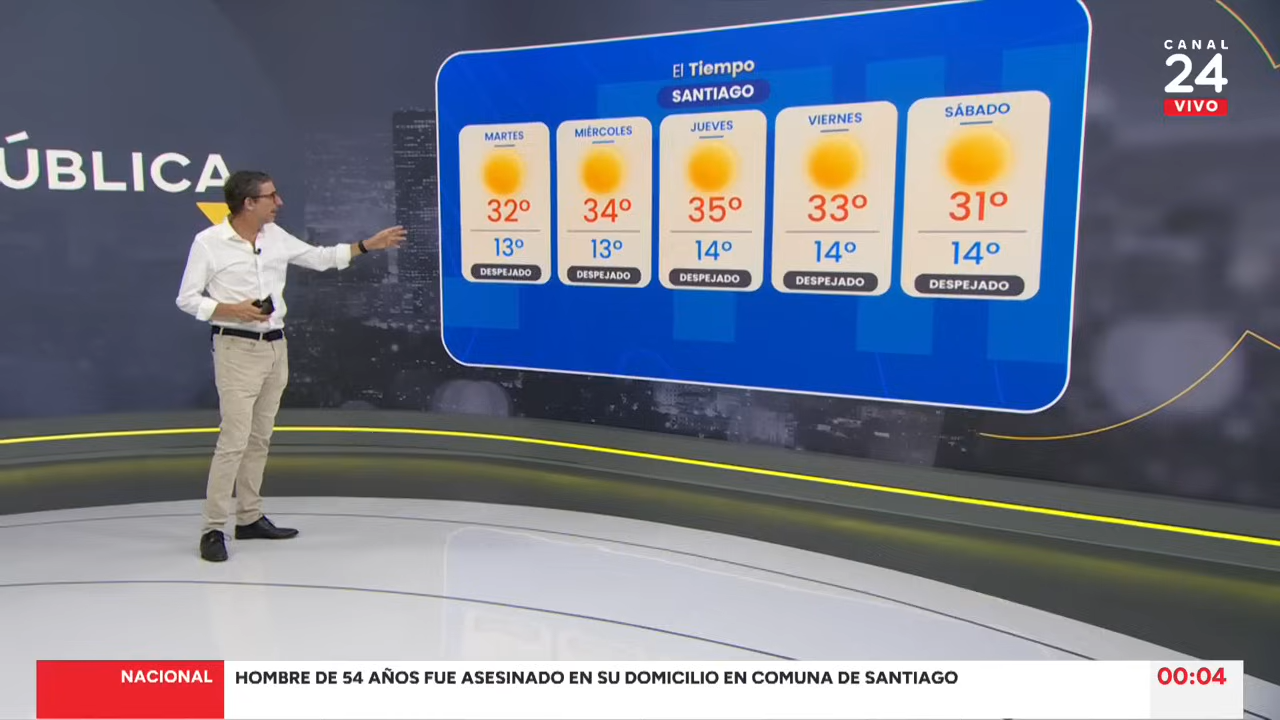 CANAL
24
VIVO
ÚBLICA
El Tiempo
SANTIAGO
MARTES
32º
13º
DESPEJADO
MIÉRCOLES
34º
13º
DESPEJADO
JUEVES
35º
14º
DESPEJADO
VIERNES
33º
14º
DESPEJADO
SÁBADO
31º
14º
DESPEJADO
NACIONAL
HOMBRE DE 54 AÑOS FUE ASESINADO EN SU DOMICILIO EN COMUNA DE SANTIAGO
00:04